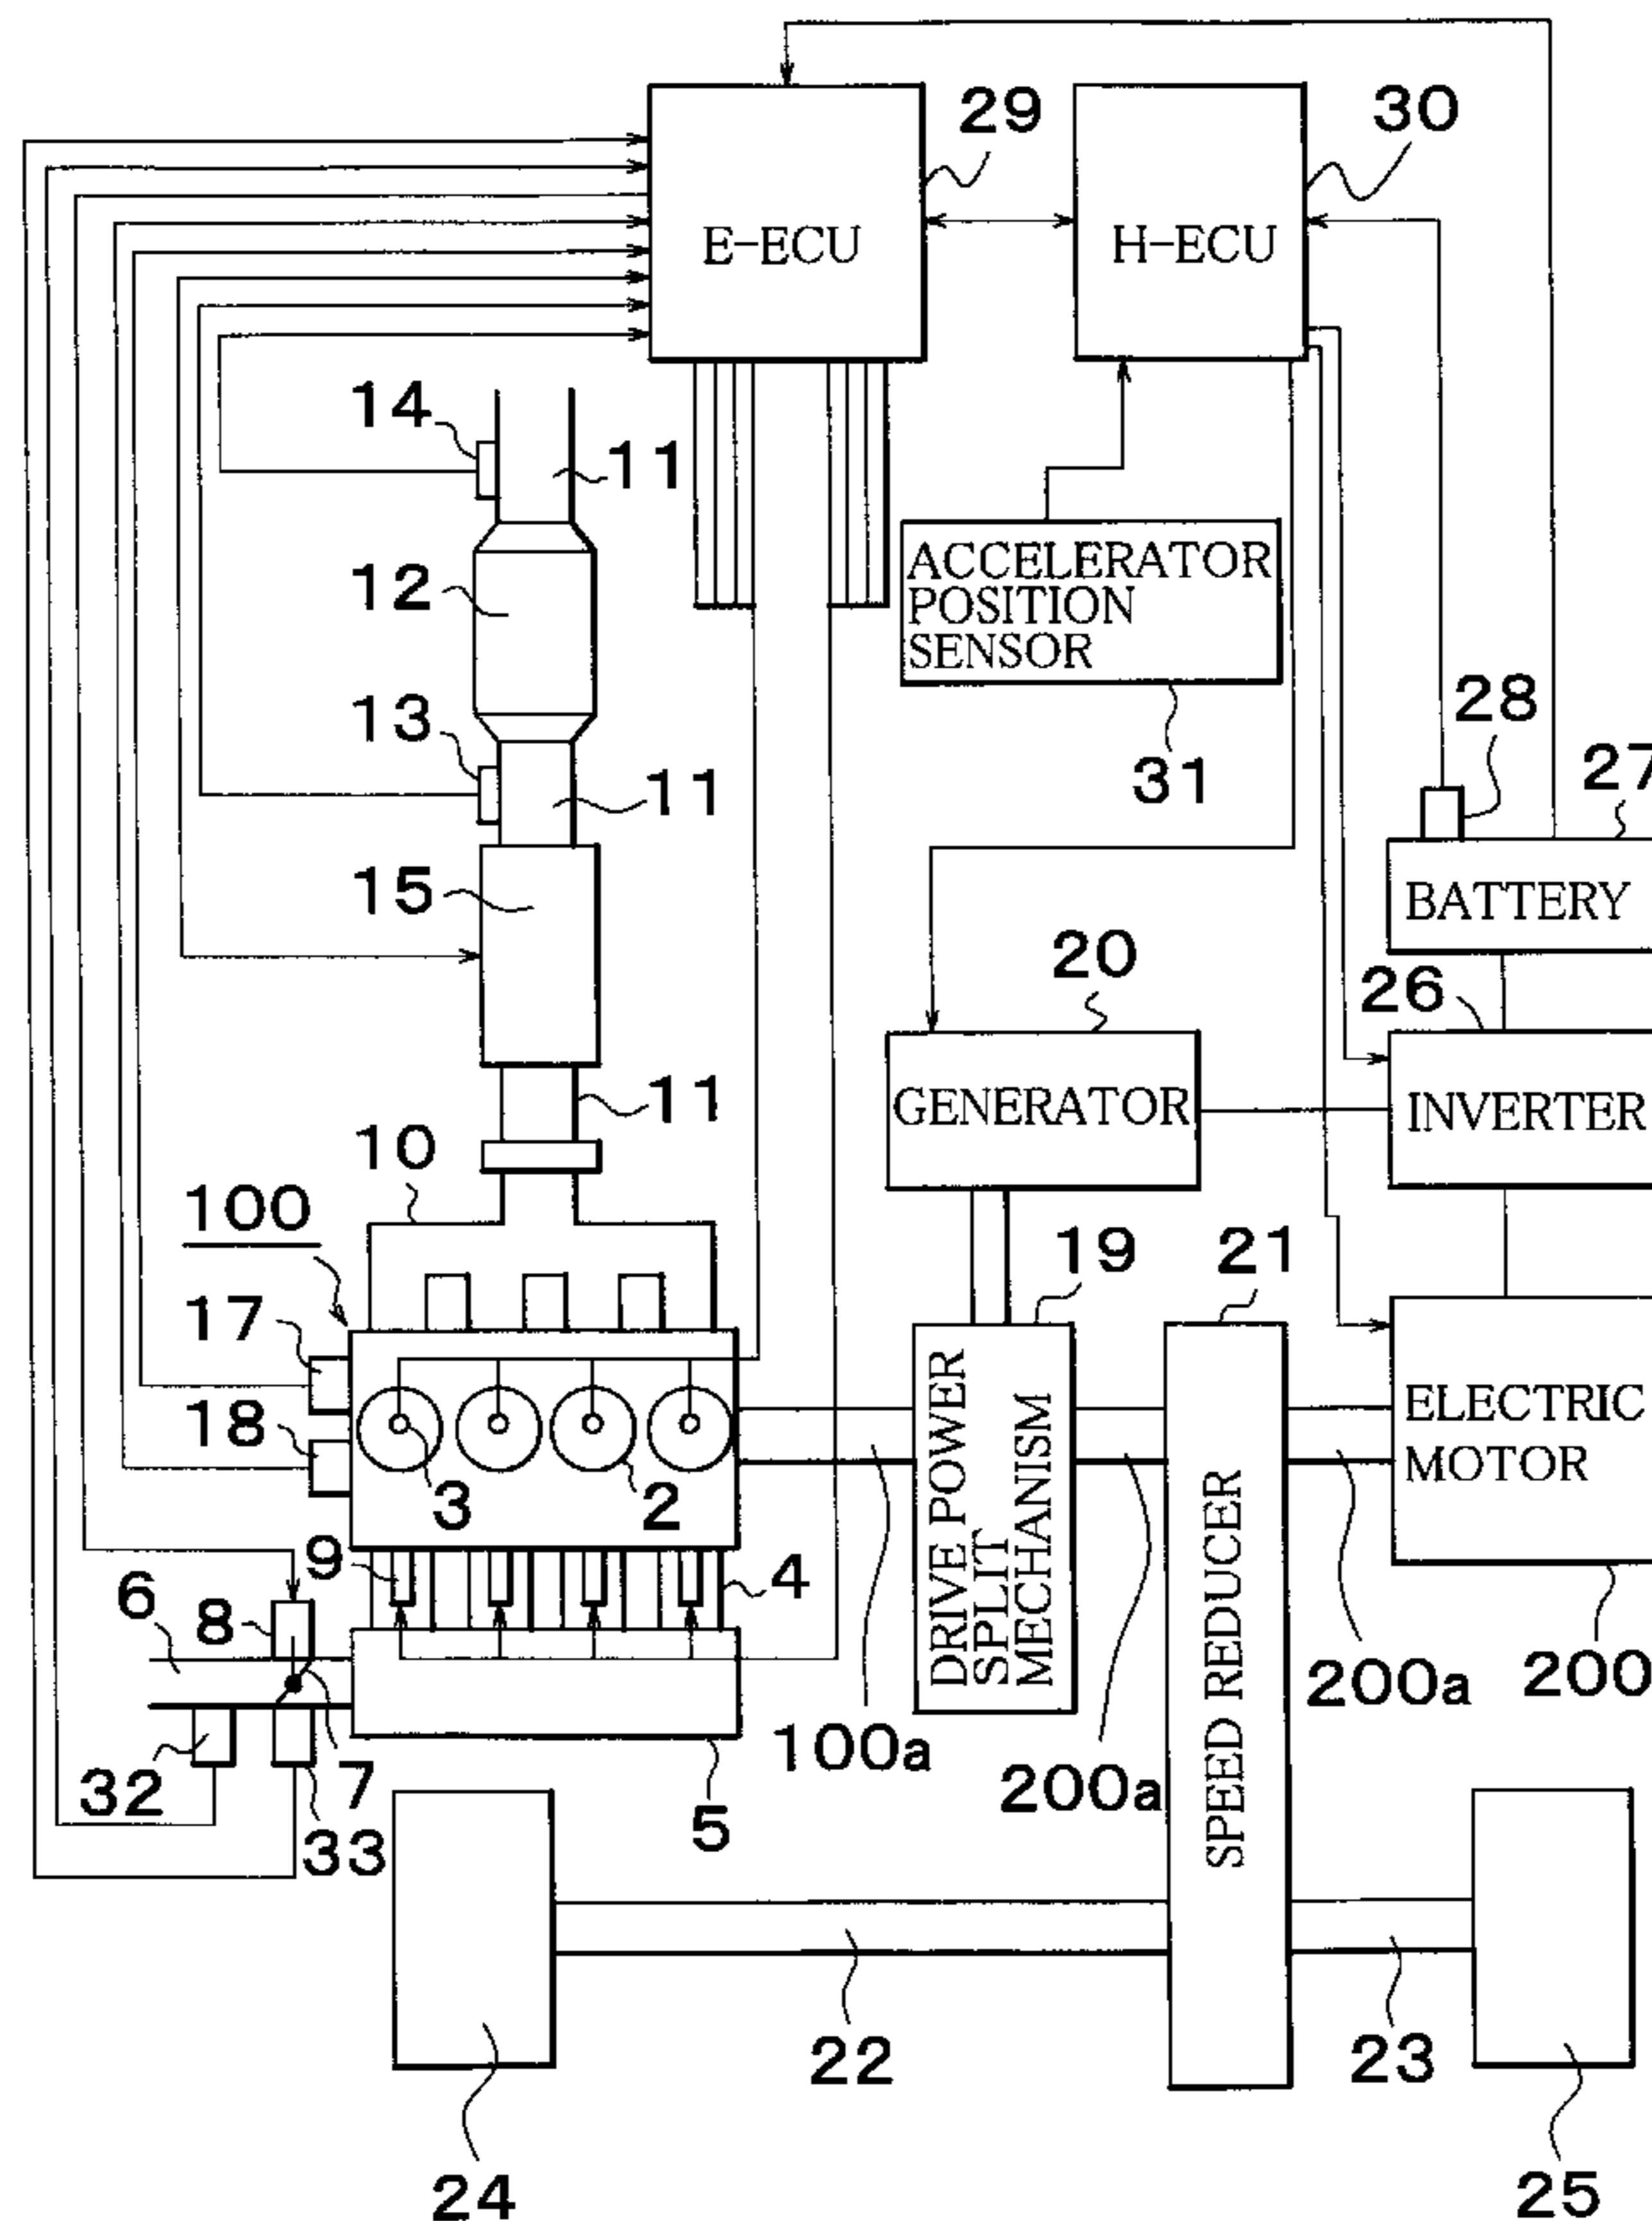 29
30
E-ECU
H-ECU
14
11
12
ACCELERATOR
POSITION
SENSOR
13
28
11
31
27
15
BATTERY
20
26
11
GENERATOR
INVERTER
10
100
19
21
17
18
ELECTRIC
MOTOR
3
2
DRIVE POWER
SPLIT
MECHANISM
SPEED REDUCER
9
4
6
8
200a
200
100a
32
7
200a
5
33
22
23
24
25